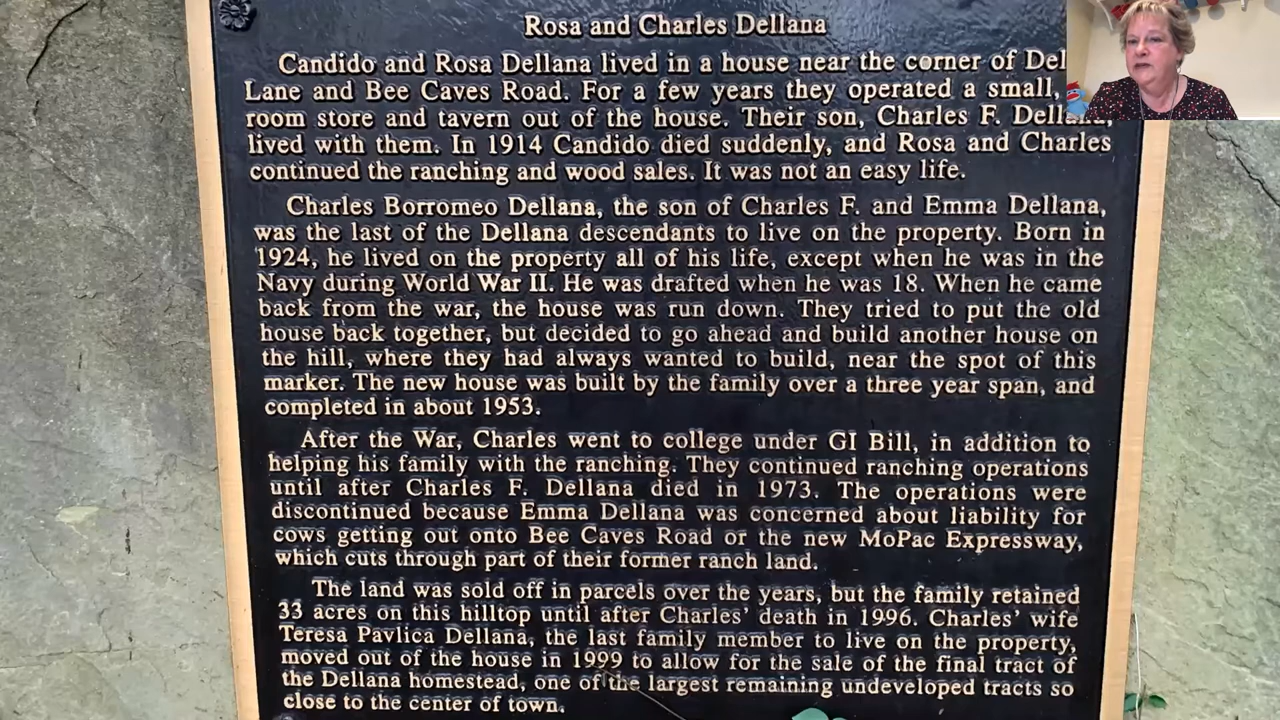 Rosa and Charles Dellana
Candido and Rosa Dellana lived in a house near the corner of
Lane and Bee Caves Road. For a few years they operated a small,
room store and tavern out of the house. Their son, Charles F. Dellana,
lived with them. In 1914 Candido died suddenly, and Rosa and Charles
continued the ranching and wood sales. It was not an easy life.
Charles Borromeo Dellana, the son of Charles F. and Emma Dellana,
was the last of the Dellana descendants to live on the property. Born in
1924, he lived on the property all of his life, except when he was in the
Navy during World War II. He was drafted when he was 18. When he came
back from the war, the house was run down. They tried to put the old
house back together, but decided to go ahead and build another house on
the hill, where they had always wanted to build, near the spot of this
marker. The new house was built by the family over a three year span, and
completed in about 1953.
After the War, Charles went to college under GI Bill, in addition to
helping his family with the ranching. They continued ranching operations
until after Charles F. Dellana died in 1973. The operations were
discontinued because Emma Dellana was concerned about liability for
cows getting out onto Bee Caves Road or the new MoPac Expressway,
which cuts through part of their former ranch land.
The land was sold off in parcels over the years, but the family retained
33 acres on this hilltop until after Charles' death in 1996. Charles' wife
Teresa Pavlica Dellana, the last family member to live on the property,
moved out of the house in 1999 to allow for the sale of the final tract of
the Dellana homestead, one of the largest remaining undeveloped tracts so
close to the center of town.